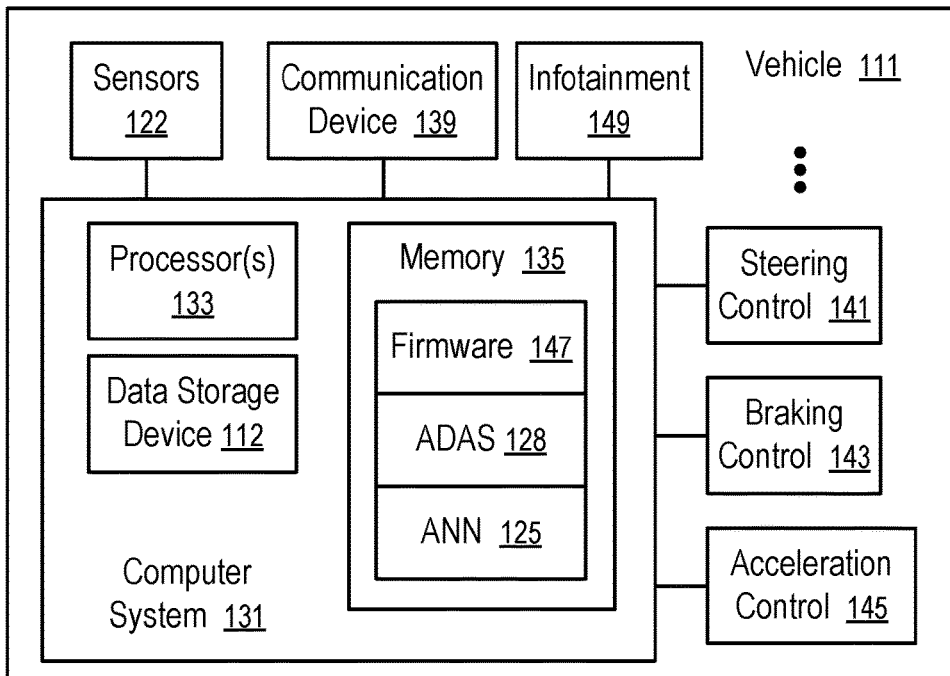 Sensors
122
Communication
Device 139
Infotainment
149
Vehicle 111
Processor(s)
133
Data Storage
Device 112
Computer
System 131
Memory 135
Firmware 147
ADAS 128
ANN 125
Steering
Control 141
Braking
Control 143
Acceleration
Control 145